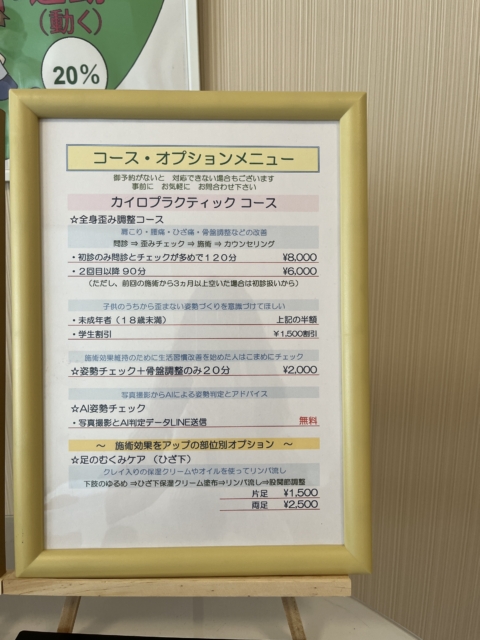 (動く)
20%
コース・オプションメニュー
御予約がないと 対応できない場合もございます
事前に お気軽に お問合わせ下さい
カイロプラクティック コース
☆全身歪み調整コース
肩こり・腰痛・ひざ痛・骨盤調整などの改善
問診 ⇒ 歪みチェック ⇒ 施術 ⇒ カウンセリング
・初診のみ問診とチェックが多めで120分 ¥8,000
・2回目以降 90分 ¥6,000
(ただし、前回の施術から3ヵ月以上空いた場合は初診扱いから)
子供のうちから歪まない姿勢づくりを意識づけてほしい
・未成年者(18歳未満) 上記の半額
・学生割引 ¥1,500割引
施術効果維持のために生活習慣改善を始めた人はこまめにチェック
☆姿勢チェック+骨盤調整のみ20分 ¥2,000
写真撮影からAIによる姿勢判定とアドバイス
☆AI姿勢チェック
・写真撮影とAI判定データLINE送信 無料
~ 施術効果をアップの部位別オプション ~
☆足のむくみケア (ひざ下)
クレイ入りの保湿クリームやオイルを使ってリンパ流し
下肢のゆるめ ⇒ひざ下保湿クリーム塗布⇒リンパ流し⇒股関節調整
片足 ¥1,500
両足 ¥2,500